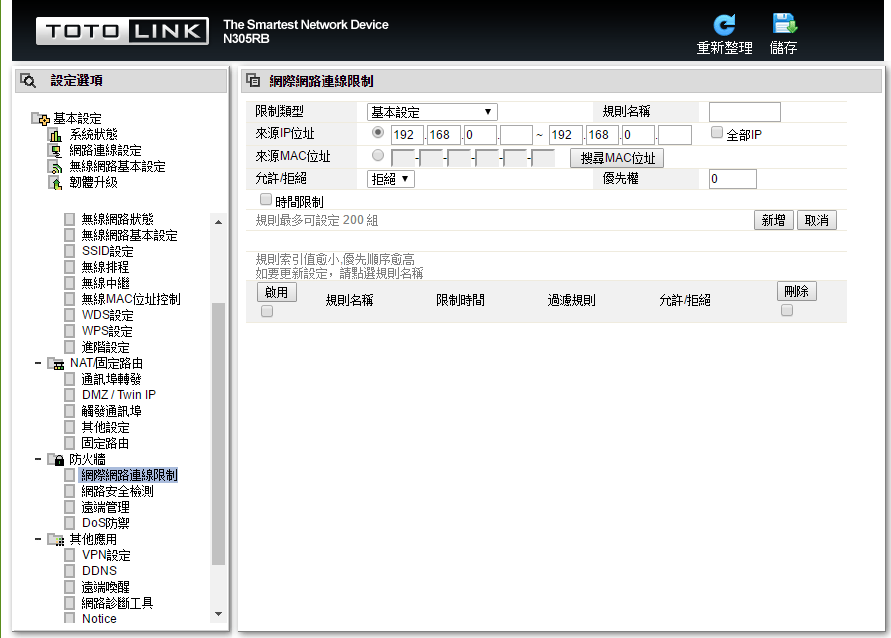 TOTO LINK
The Smartest Network Device
N305RB
重新整理
儲存
設定選項
基本設定
系統狀態
網路連線設定
無線網路基本設定
韌體升級
無線網路狀態
無線網路基本設定
SSID設定
無線排程
無線中繼
無線MAC位址控制
WDS設定
WPS設定
進階設定
NAT/固定路由
通訊埠轉發
DMZ / Twin IP
觸發通訊埠
其他設定
固定路由
防火牆
網際網路連線限制
網路安全檢測
遠端管理
DoS防禦
其他應用
VPN設定
DDNS
遠端喚醒
網路診斷工具
Notice
網際網路連線限制
限制類型 基本設定 規則名稱
來源IP位址 192 . 168 . 0 . ~ 192 . 168 . 0 . 全部IP
來源MAC位址 - - - - - 搜尋MAC位址
允許/拒絕 拒絕 優先權 0
時間限制
規則最多可設定 200 組 新增 取消
規則索引值愈小,優先順序愈高
如要更新設定，請點選規則名稱
啟用 規則名稱 限制時間 過濾規則 允許/拒絕 刪除